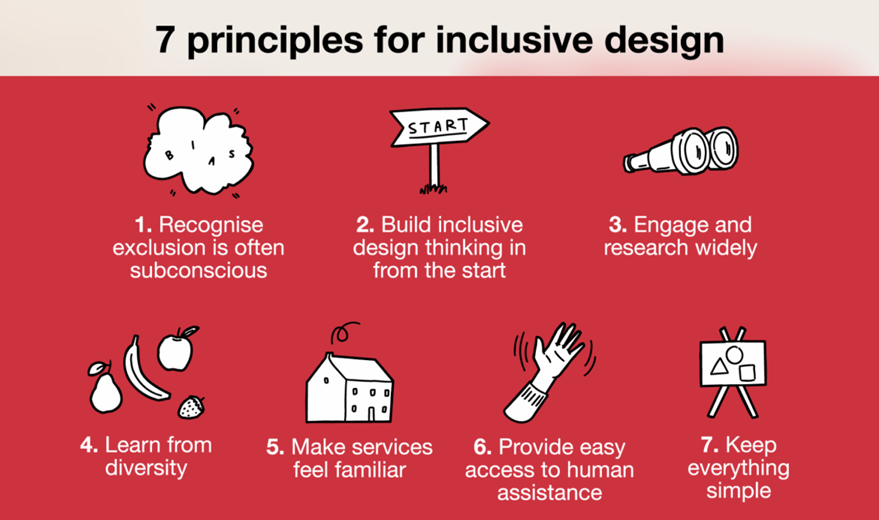 7 principles for inclusive design
BIAS
START
1. Recognise
exclusion is often
subconscious
2. Build inclusive
design thinking in
from the start
3. Engage and
research widely
4. Learn from
diversity
5. Make services
feel familiar
6. Provide easy
access to human
assistance
7. Keep
everything
simple